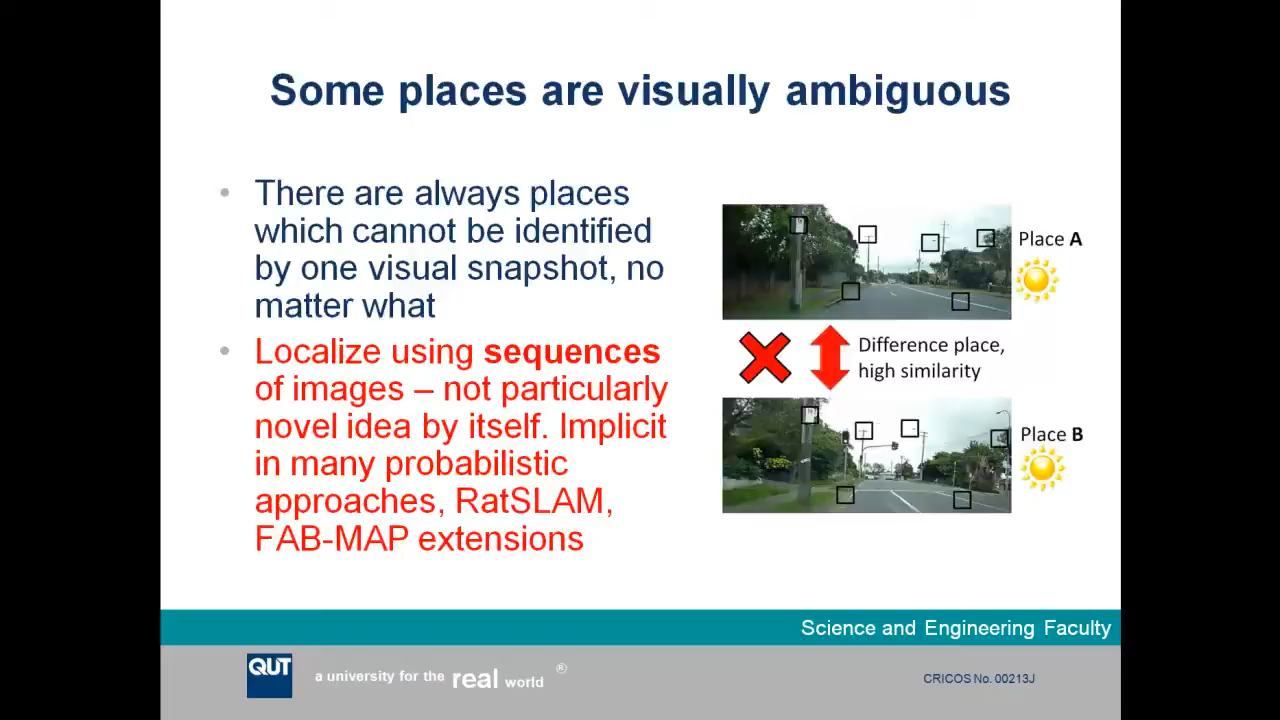 Some places are visually ambiguous
• There are always places
which cannot be identified
by one visual snapshot, no
matter what
• Localize using sequences
of images – not particularly
novel idea by itself. Implicit
in many probabilistic
approaches, RatSLAM,
FAB-MAP extensions
Place A
Difference place,
high similarity
Place B
Science and Engineering Faculty
QUT
a university for the real world ®
CRICOS No. 00213J